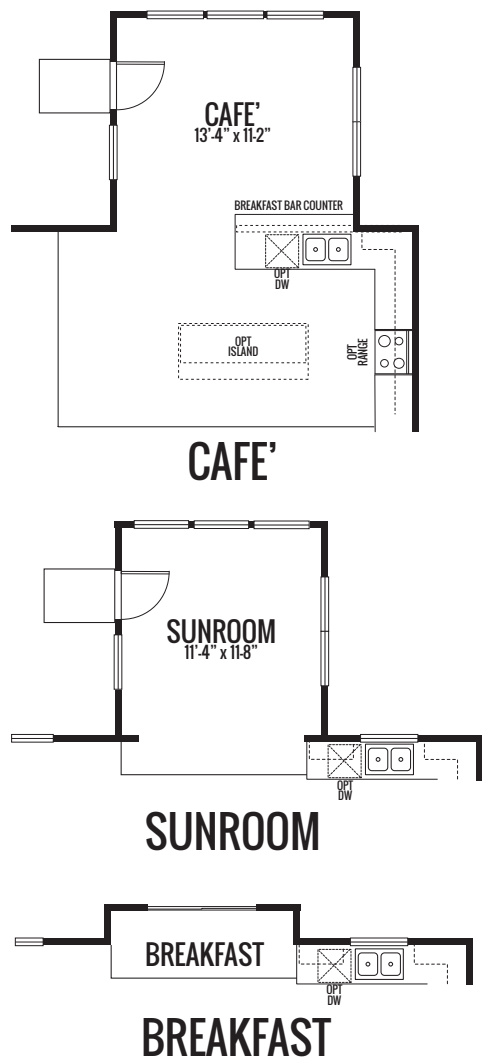 CAFE’
13’-4” x 11-2”
BREAKFAST BAR COUNTER
OPT
DW
OPT
ISLAND
OPT
RANGE
CAFE’
SUNROOM
11’-4” x 11-8”
OPT
DW
SUNROOM
BREAKFAST
OPT
DW
BREAKFAST